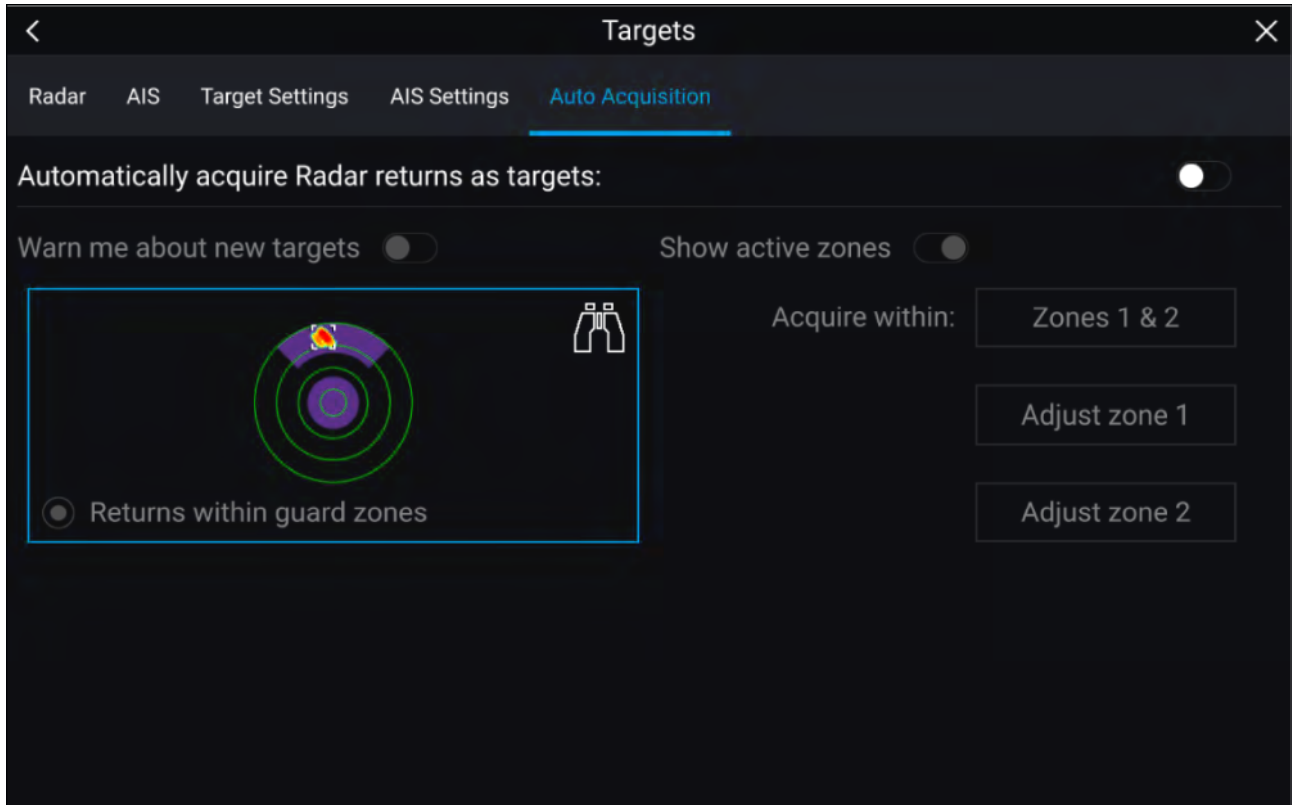 Targets
Radar AIS Target Settings AIS Settings Auto Acquisition
Automatically acquire Radar returns as targets:
Warn me about new targets Show active zones
Acquire within: Zones 1 & 2
Adjust zone 1
Returns within guard zones Adjust zone 2